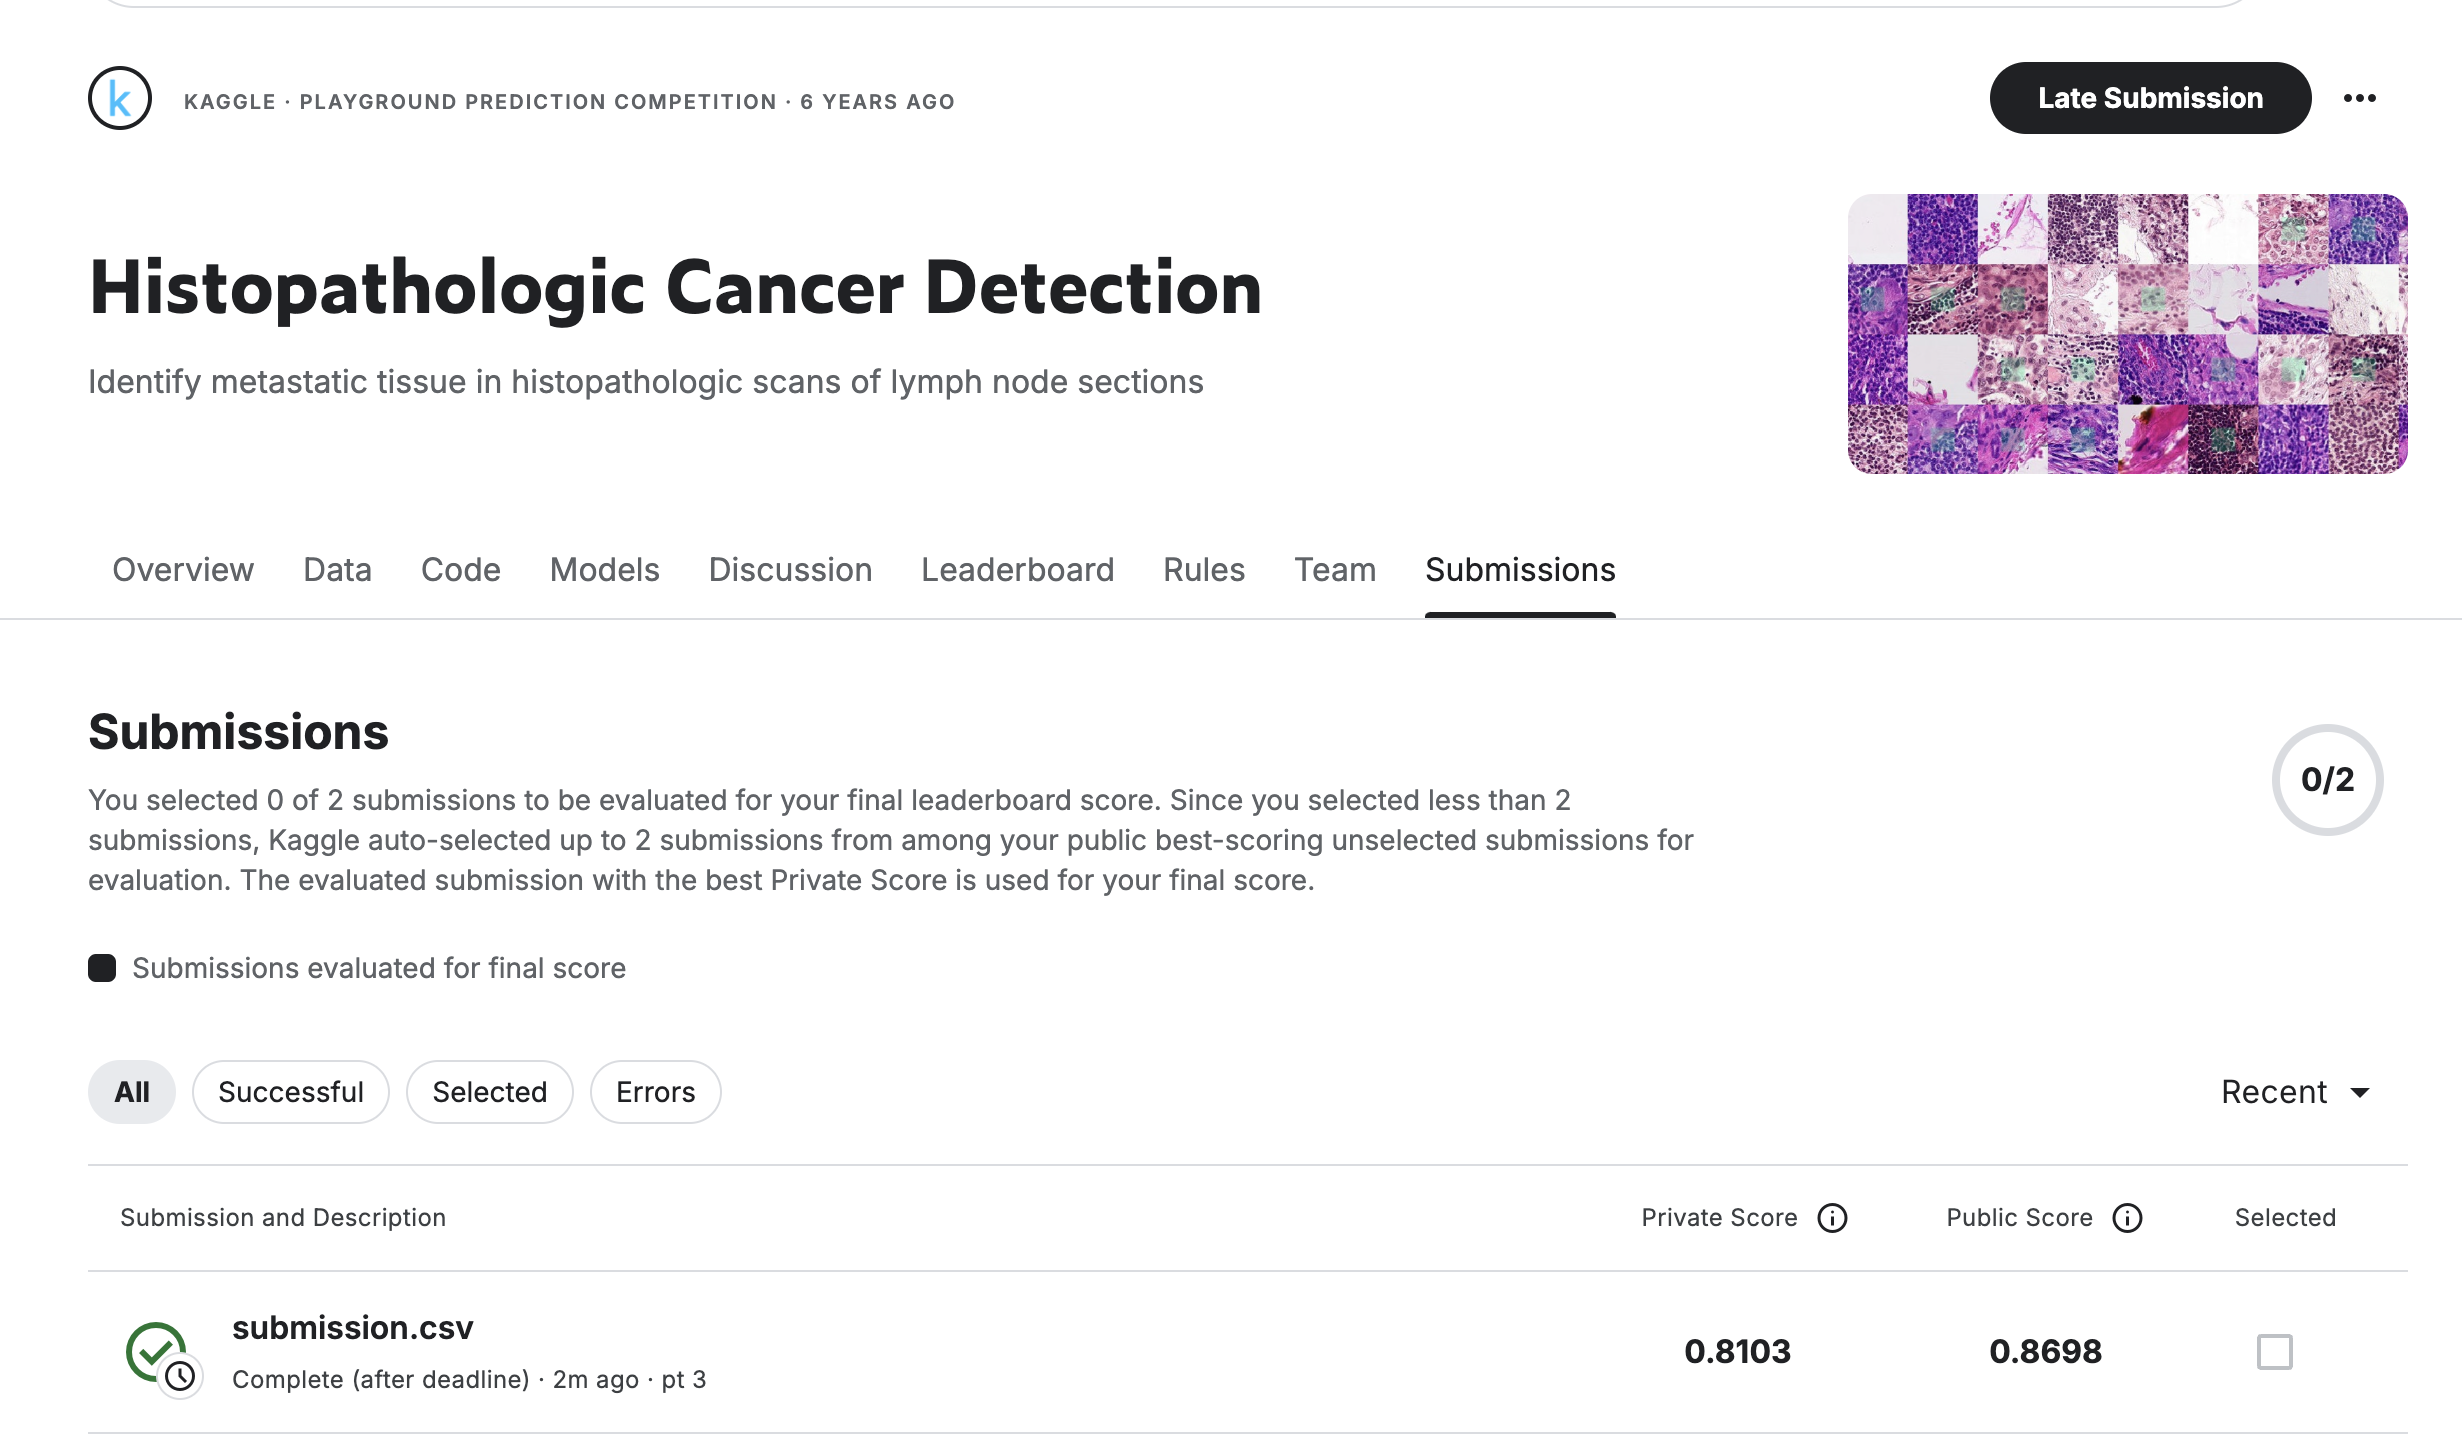 k
KAGGLE · PLAYGROUND PREDICTION COMPETITION · 6 YEARS AGO
Late Submission
Histopathologic Cancer Detection
Identify metastatic tissue in histopathologic scans of lymph node sections
Overview Data Code Models Discussion Leaderboard Rules Team Submissions
Submissions
You selected 0 of 2 submissions to be evaluated for your final leaderboard score. Since you selected less than 2
submissions, Kaggle auto-selected up to 2 submissions from among your public best-scoring unselected submissions for
evaluation. The evaluated submission with the best Private Score is used for your final score.
0/2
Submissions evaluated for final score
All Successful Selected Errors
Recent
Submission and Description Private Score Public Score Selected
submission.csv
Complete (after deadline) · 2m ago · pt 3
0.8103 0.8698